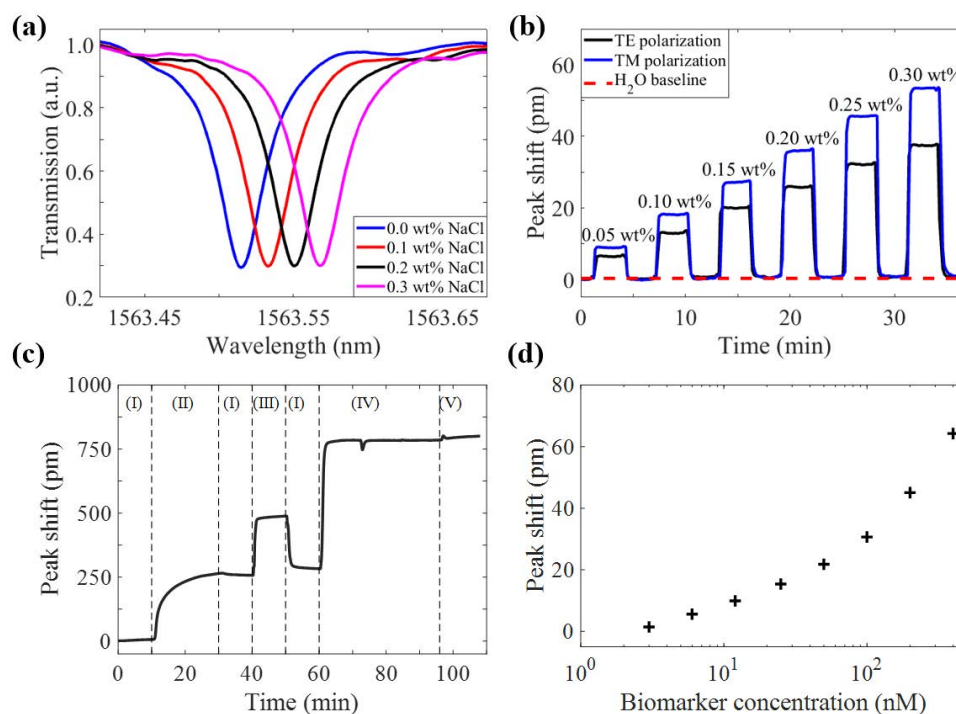 (a)
Transmission (a.u.)
1.0
0.8
0.6
0.4
0.2
0.0 wt% NaCl
0.1 wt% NaCl
0.2 wt% NaCl
0.3 wt% NaCl
1563.45 1563.55 1563.65
Wavelength (nm)
(b)
Peak shift (pm)
60
40
20
0
TE polarization
TM polarization
H2O baseline
0.05 wt%
0.10 wt%
0.15 wt%
0.20 wt%
0.25 wt%
0.30 wt%
0 10 20 30
Time (min)
(c)
Peak shift (pm)
1000
750
500
250
0
(I) (II) (I) (III) (I) (IV) (V)
0 20 40 60 80 100
Time (min)
(d)
Peak shift (pm)
80
60
40
20
0
10^0 10^1 10^2
Biomarker concentration (nM)